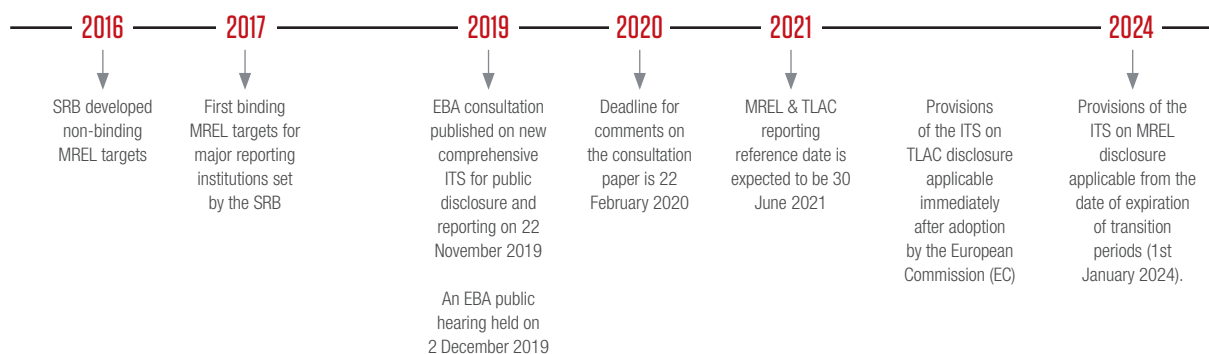 2016
2017
2019
2020
2021
2024
SRB developed
non-binding
MREL targets
First binding
MREL targets for
major reporting
institutions set
by the SRB
EBA consultation
published on new
comprehensive
ITS for public
disclosure and
reporting on 22
November 2019
An EBA public
hearing held on
2 December 2019
Deadline for
comments on
the consultation
paper is 22
February 2020
MREL & TLAC
reporting
reference date is
expected to be 30
June 2021
Provisions
of the ITS on
TLAC disclosure
applicable
immediately
after adoption
by the European
Commission (EC)
Provisions of the
ITS on MREL
disclosure
applicable from the
date of expiration
of transition
periods (1st
January 2024).